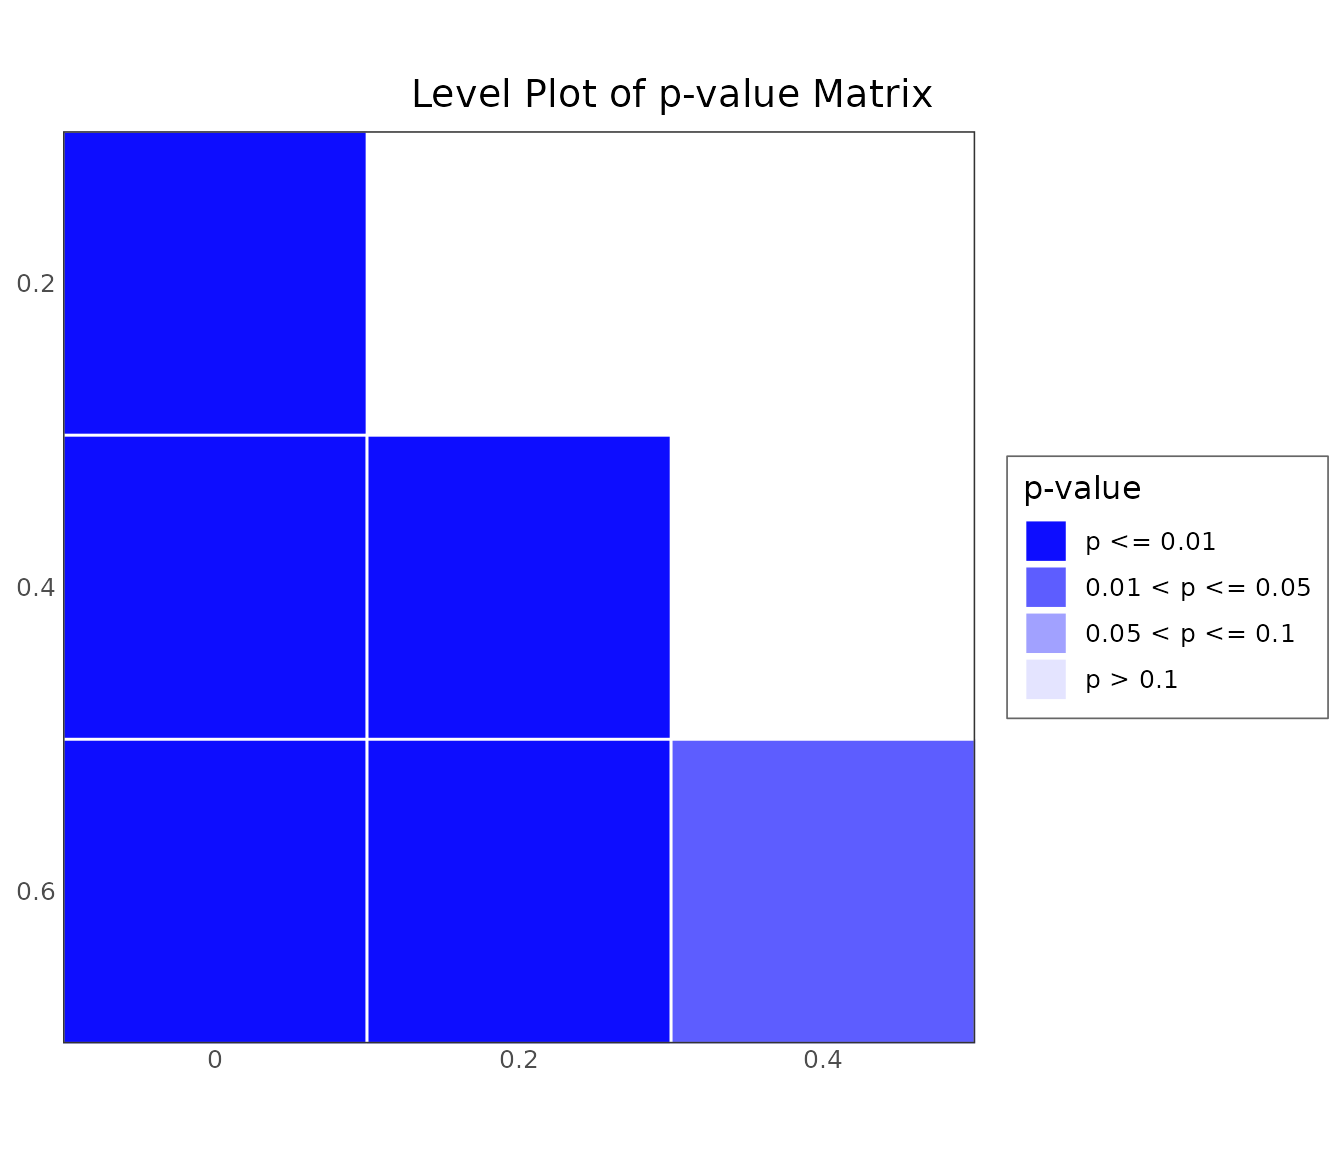 Level Plot of p-value Matrix
0.2
0.4
0.6
0
0.2
0.4
p-value
p <= 0.01
0.01 < p <= 0.05
0.05 < p <= 0.1
p > 0.1